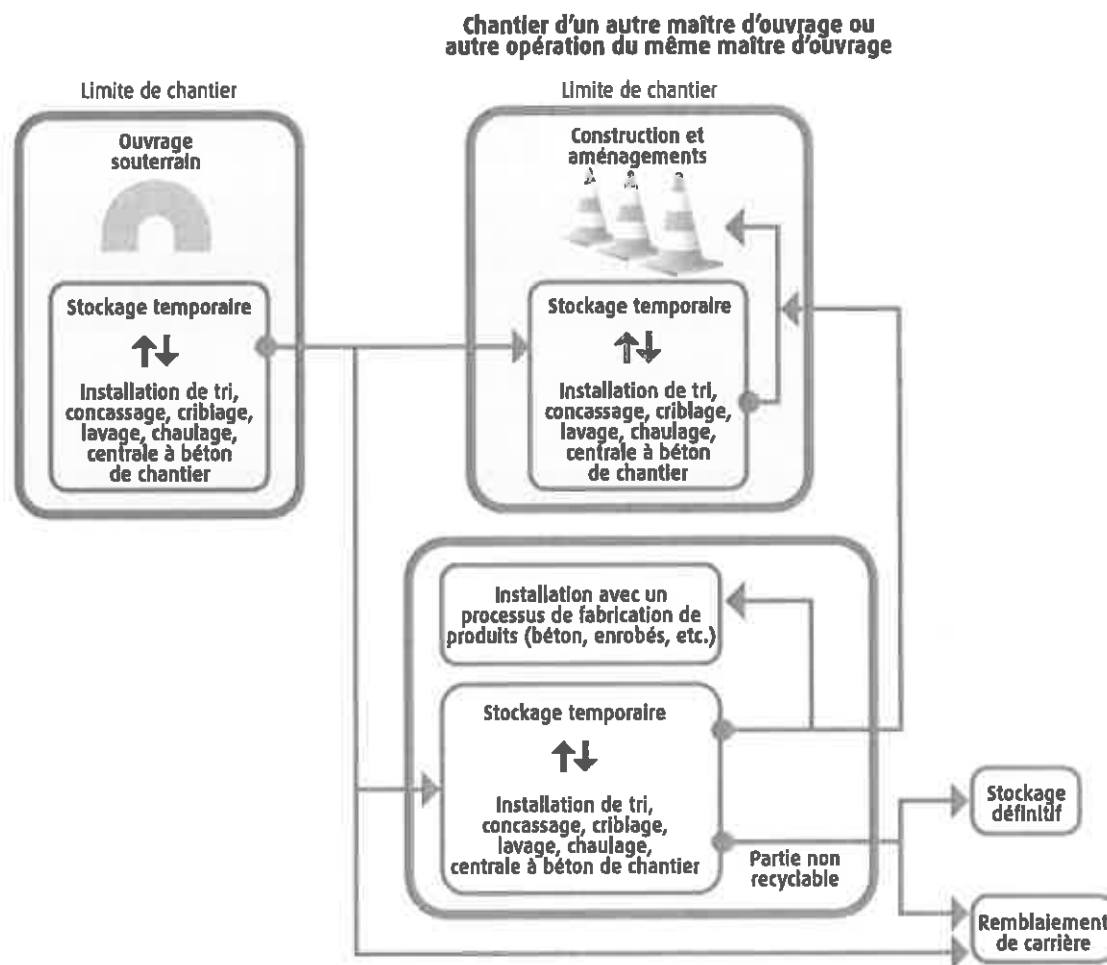 Chantier d'un autre maître d'ouvrage ou
autre opération du même maître d'ouvrage
Limite de chantier
Ouvrage
souterrain
Stockage temporaire
Installation de tri,
concassage, criblage,
lavage, chaulage,
centrale à béton
de chantier
Limite de chantier
Construction et
aménagements
Stockage temporaire
Installation de tri,
concassage, criblage,
lavage, chaulage,
centrale à béton
de chantier
Installation avec un
processus de fabrication de
produits (béton, enrobés, etc.)
Stockage temporaire
Installation de tri,
concassage, criblage,
lavage, chaulage,
centrale à béton de chantier
Partie non
recyclable
Stockage
définitif
Remblaiement
de carrière